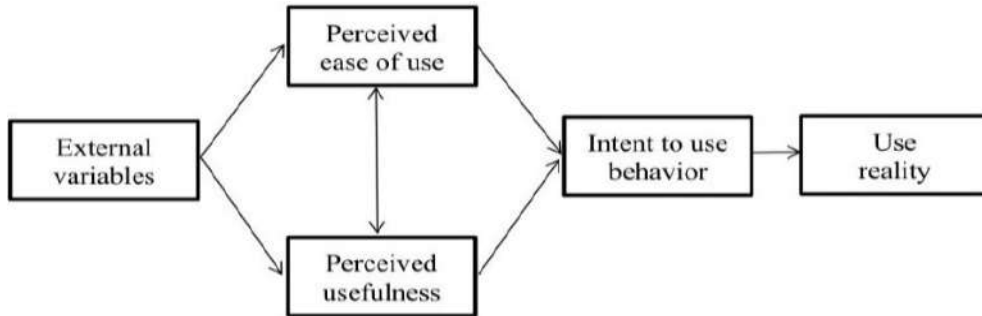 Perceived
ease of use
External
variables
Intent to use
behavior
Use
reality
Perceived
usefulness